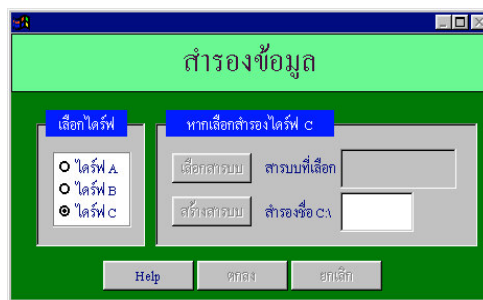 สำรองข้อมูล
เลือกไดร์ฟ
ไดร์ฟ A
ไดร์ฟ B
ไดร์ฟ C
หากเลือกสำรองไดร์ฟ C
เลือกสารบบ สารบบที่เลือก
สร้างสารบบ สำรองชื่อ C:\
Help ตกลง ยกเลิก